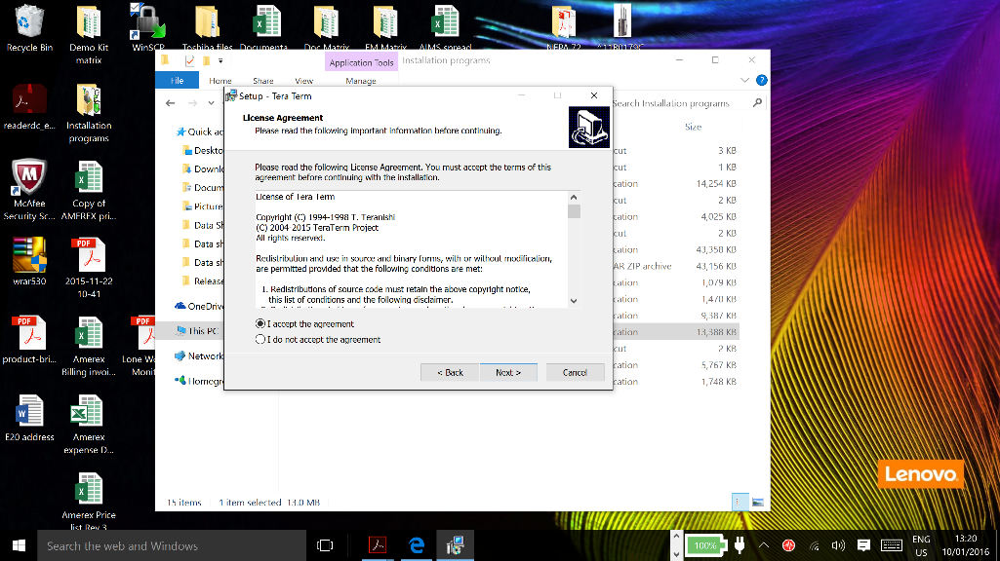 Recycle Bin
Demo Kit
matrix
WinSCP
Toshiba files
Documenta
Doc Matrix
EM Matrix
AIMS spread
NFPA 72
A11B0179C
readerdc_e...
Installation
programs
McAfee
Security Sc...
Copy of
AMEREX pri...
wrar530
2015-11-22
10-41
product-bri...
Amerex
Billing invoi...
Lone Wo
Monit
E20 address
Amerex
expense D...
Amerex Price
list Rev 3
PDF
PDF
PDF
Application Tools
Installation programs
File
Home
Share
View
Manage
Search Installation programs
Quick ac
Deskto
Downlo
Docum
Picture
Data Sh
Data sh
Data sh
Release
OneDriv
This PC
Network
Homegro
Size
cut 3 KB
cut 1 KB
cation 14,254 KB
cut 2 KB
cation 4,025 KB
cut 2 KB
cation 43,358 KB
AR ZIP archive 43,156 KB
cation 1,079 KB
cation 1,470 KB
cation 9,387 KB
cation 13,388 KB
cut 2 KB
cation 5,767 KB
cation 1,748 KB
15 items 1 item selected 13.0 MB
Setup - Tera Term
License Agreement
Please read the following important information before continuing.
Please read the following License Agreement. You must accept the terms of this
agreement before continuing with the installation.
License of Tera Term
Copyright (C) 1994-1998 T. Teranishi
(C) 2004-2015 TeraTerm Project
All rights reserved.
Redistribution and use in source and binary forms, with or without modification,
are permitted provided that the following conditions are met:
1. Redistributions of source code must retain the above copyright notice,
this list of conditions and the following disclaimer.
I accept the agreement
I do not accept the agreement
< Back
Next >
Cancel
Lenovo
Search the web and Windows
100%
ENG
US
13:20
10/01/2016